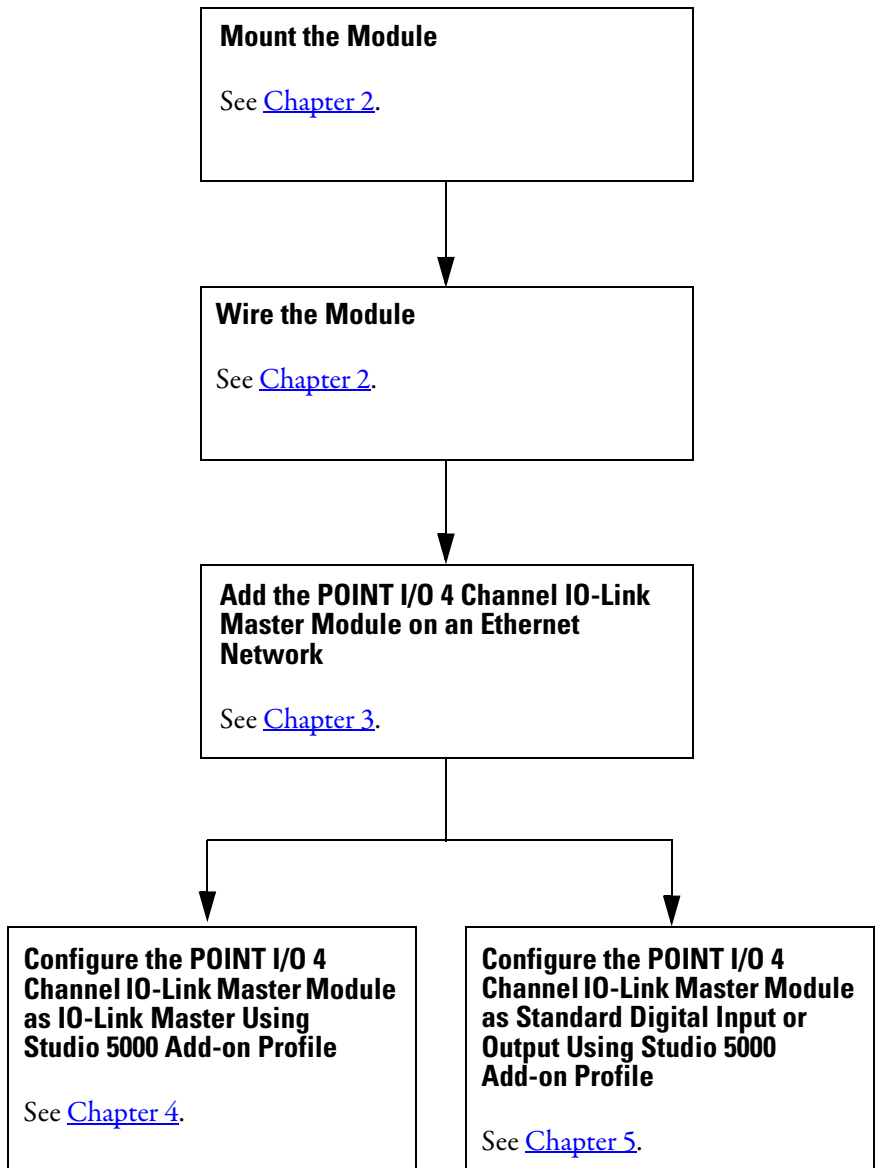 Mount the Module
See Chapter 2.
Wire the Module
See Chapter 2.
Add the POINT I/O 4 Channel IO-Link
Master Module on an Ethernet
Network
See Chapter 3.
Configure the POINT I/O 4
Channel IO-Link Master Module
as IO-Link Master Using
Studio 5000 Add-on Profile
See Chapter 4.
Configure the POINT I/O 4
Channel IO-Link Master Module
as Standard Digital Input or
Output Using Studio 5000
Add-on Profile
See Chapter 5.